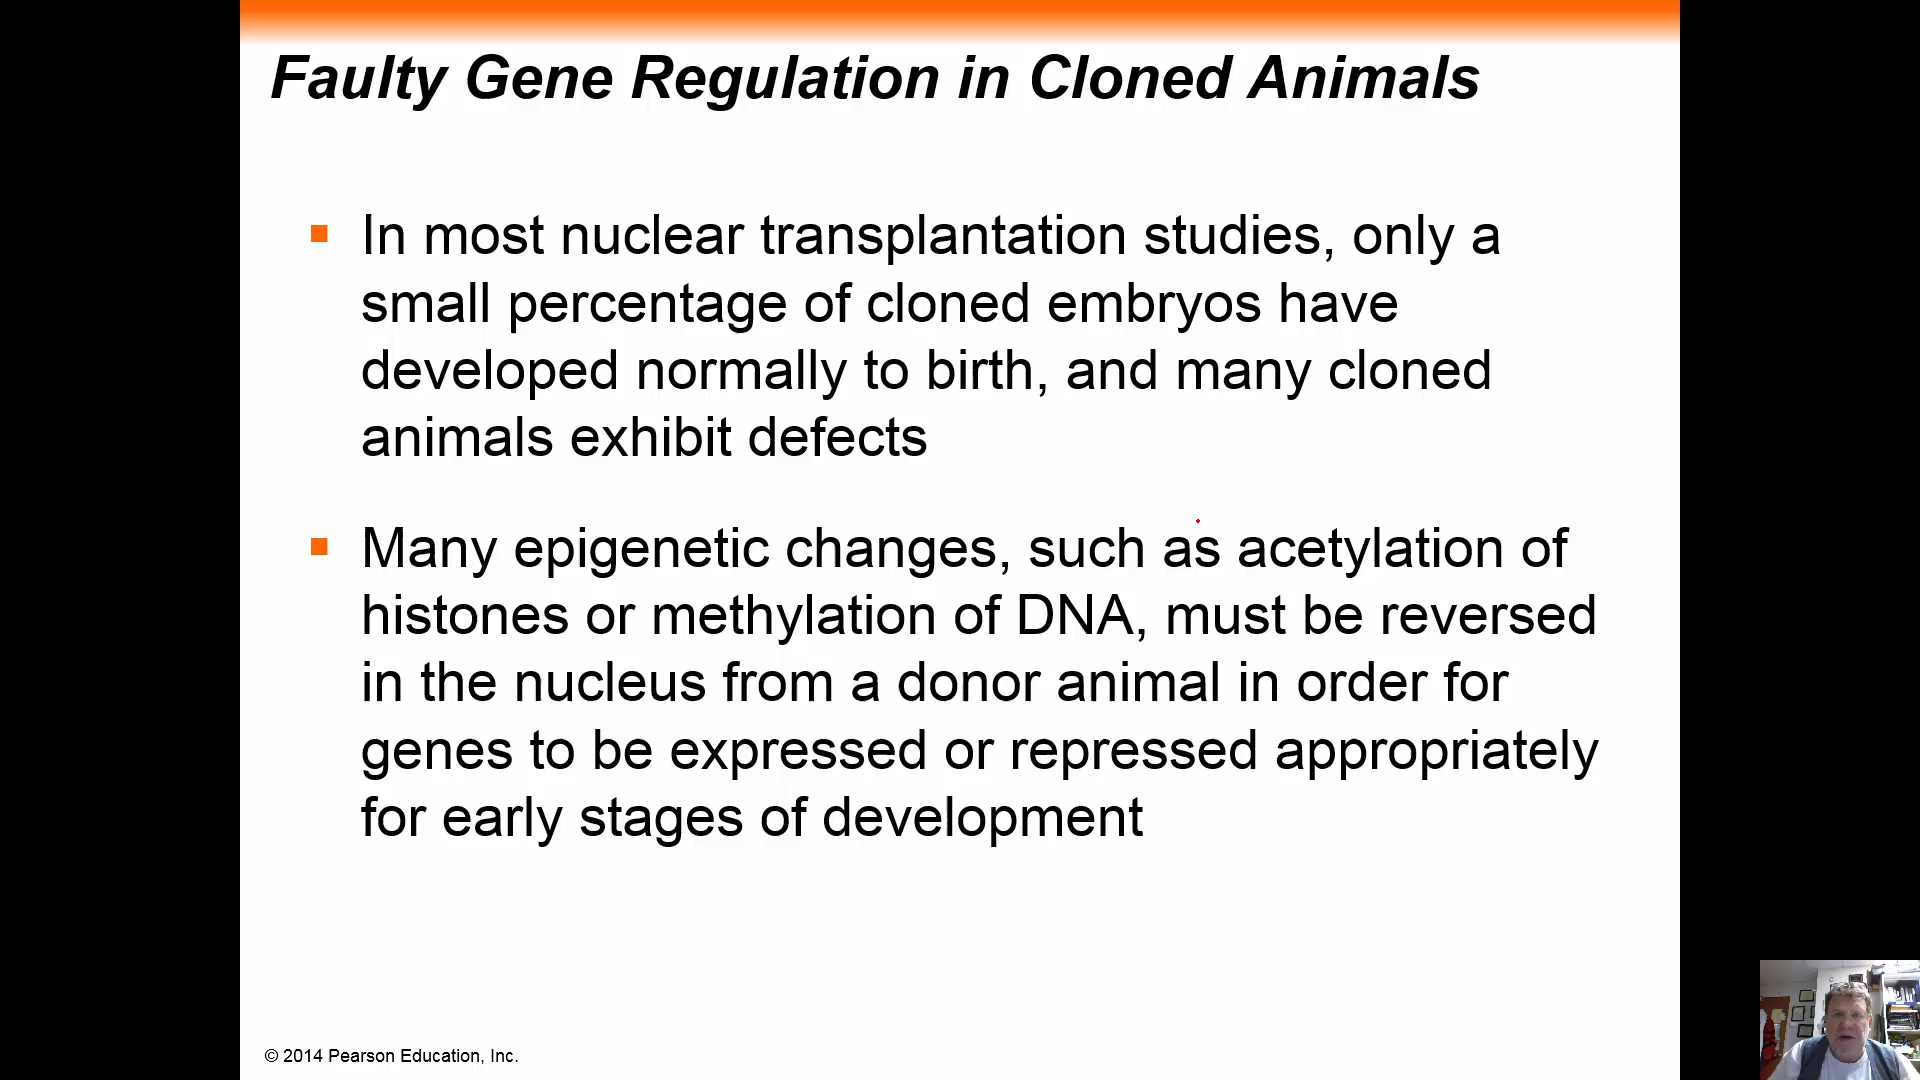 Faulty Gene Regulation in Cloned Animals
In most nuclear transplantation studies, only a
small percentage of cloned embryos have
developed normally to birth, and many cloned
animals exhibit defects
Many epigenetic changes, such as acetylation of
histones or methylation of DNA, must be reversed
in the nucleus from a donor animal in order for
genes to be expressed or repressed appropriately
for early stages of development
© 2014 Pearson Education, Inc.